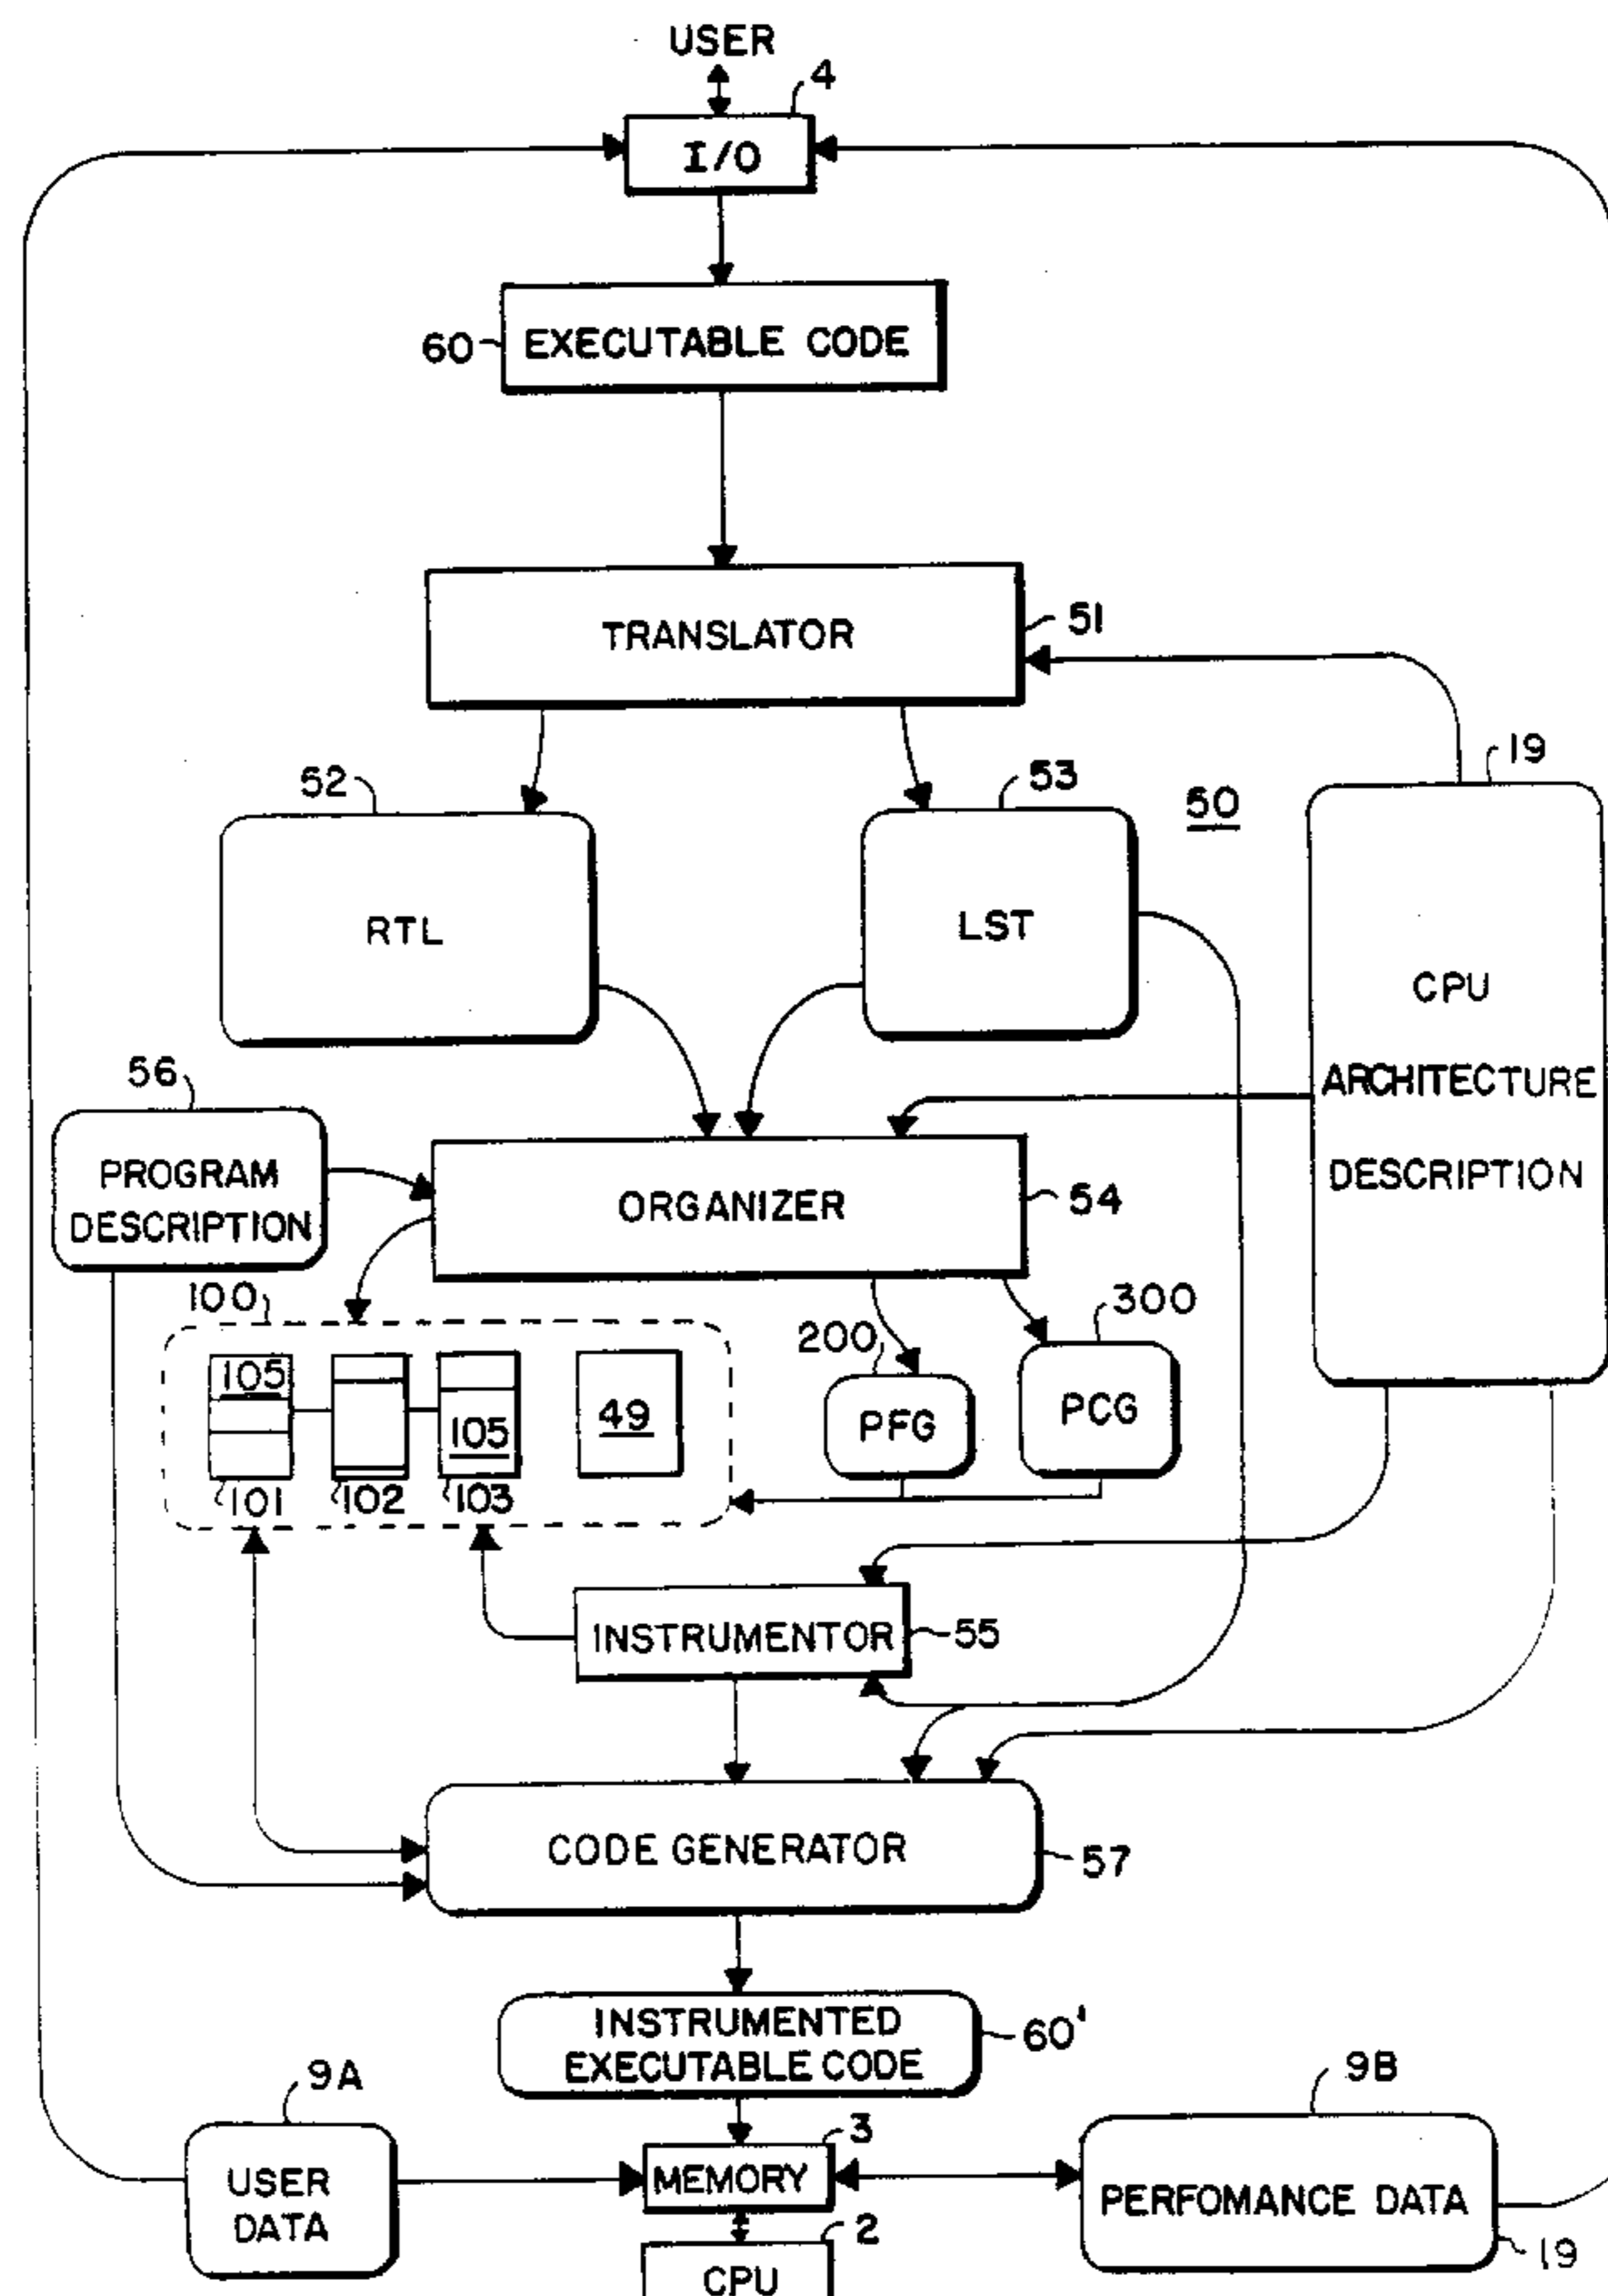 USER
4
I/O
60
EXECUTABLE CODE
TRANSLATOR
51
52
53
50
19
RTL
LST
CPU
ARCHITECTURE
DESCRIPTION
56
PROGRAM
DESCRIPTION
ORGANIZER
54
100
200
300
105
105
49
PFG
PCG
101
102
103
INSTRUMENTOR
55
CODE GENERATOR
57
INSTRUMENTED
EXECUTABLE CODE
60'
9A
USER
DATA
3
MEMORY
2
CPU
9B
PERFOMANCE DATA
19